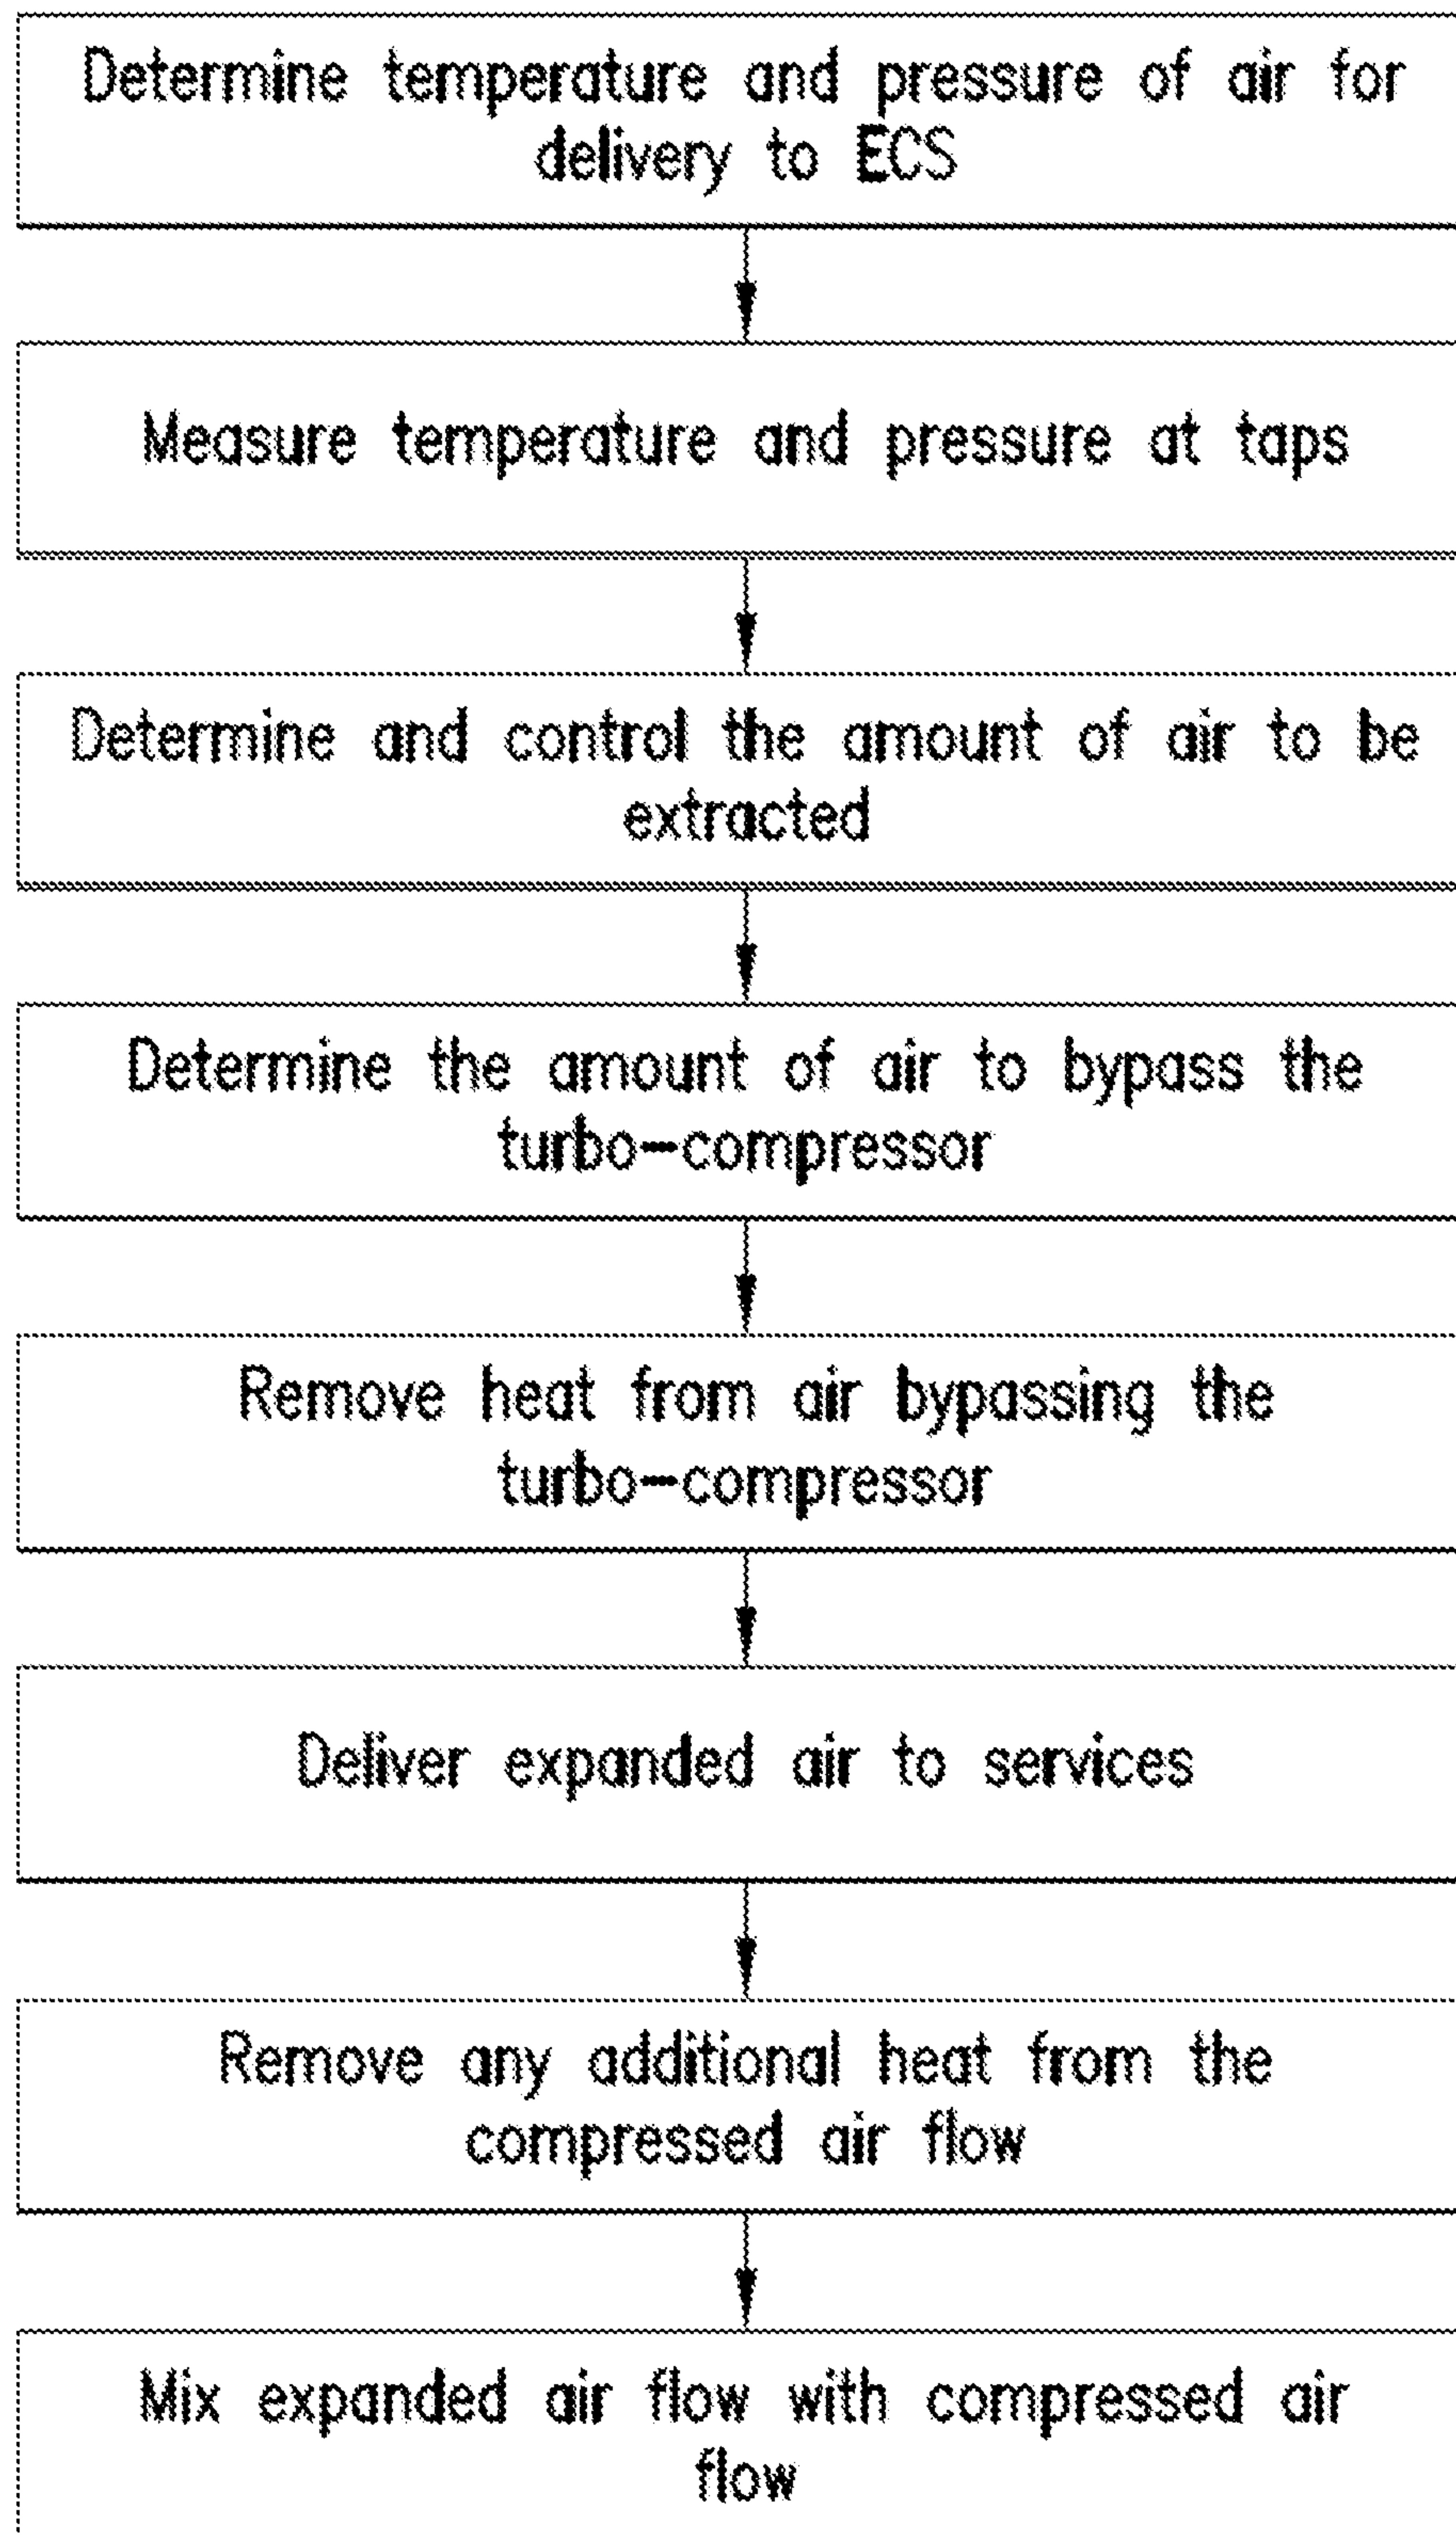 Determine temperature and pressure of air for
delivery to ECS
Measure temperature and pressure at taps
Determine and control the amount of air to be
extracted
Determine the amount of air to bypass the
turbo-compressor
Remove heat from air bypassing the
turbo-compressor
Deliver expanded air to services
Remove any additional heat from the
compressed air flow
Mix expanded air flow with compressed air
flow